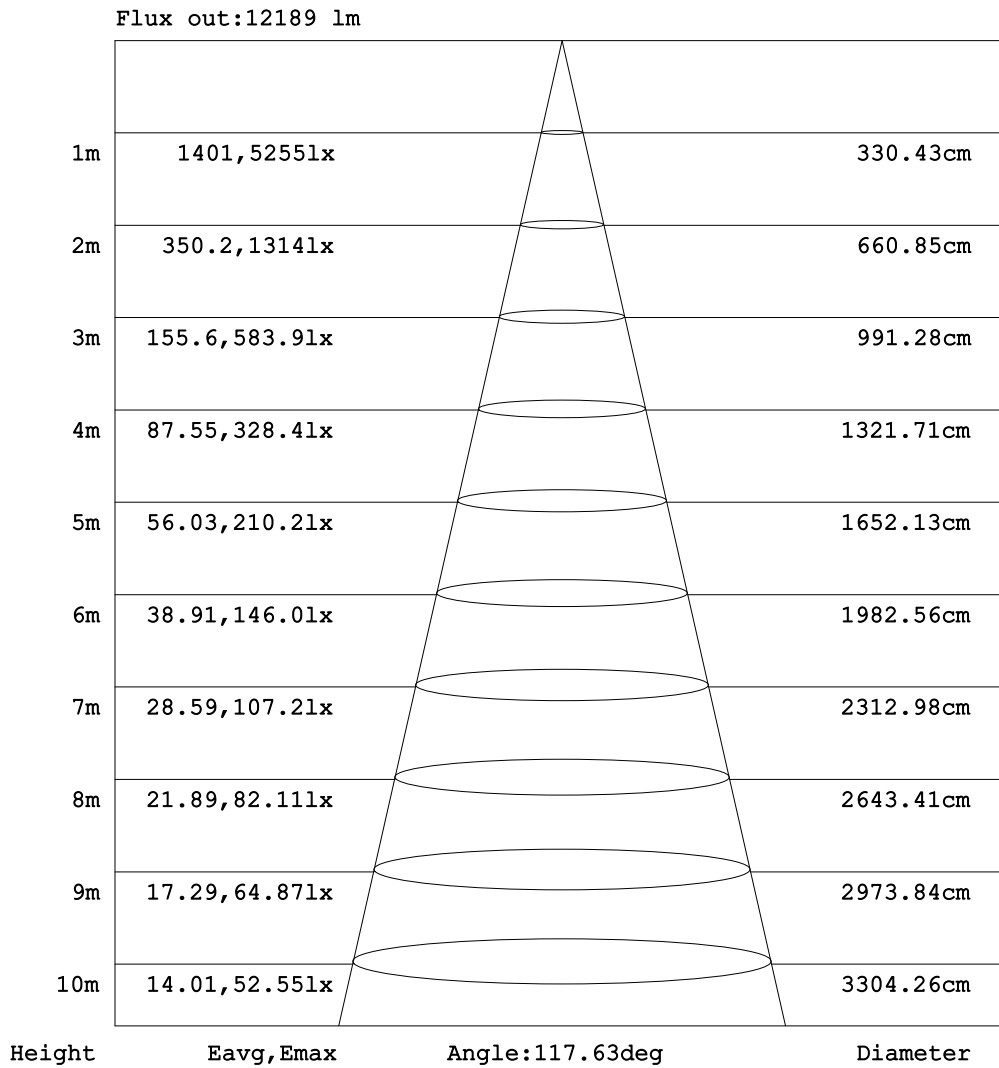 Flux out:12189 lm
1m 1401,5255lx 330.43cm
2m 350.2,1314lx 660.85cm
3m 155.6,583.9lx 991.28cm
4m 87.55,328.4lx 1321.71cm
5m 56.03,210.2lx 1652.13cm
6m 38.91,146.0lx 1982.56cm
7m 28.59,107.2lx 2312.98cm
8m 21.89,82.11lx 2643.41cm
9m 17.29,64.87lx 2973.84cm
10m 14.01,52.55lx 3304.26cm
Height Eavg,Emax Angle:117.63deg Diameter